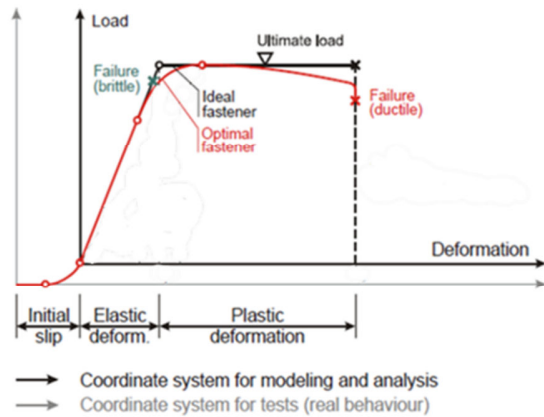 Load
Ultimate load
Failure
(brittle)
Ideal
fastener
Optimal
fastener
Failure
(ductile)
Deformation
Initial
slip
Elastic
deform.
Plastic
deformation
Coordinate system for modeling and analysis
Coordinate system for tests (real behaviour)